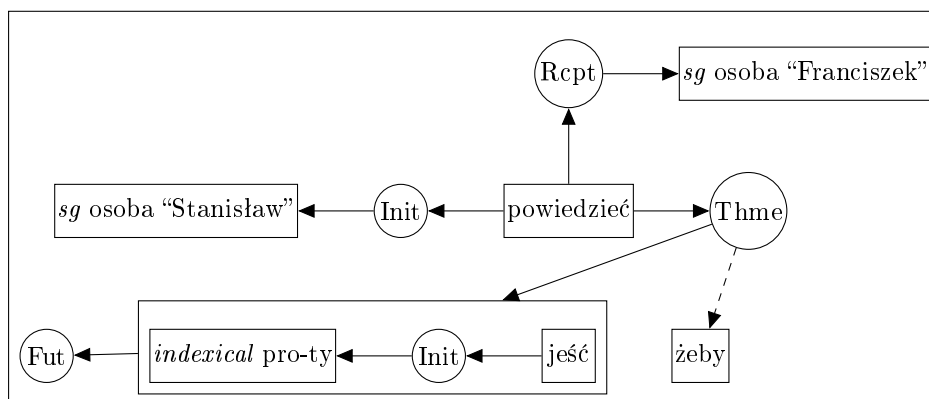 Rcpt
sg osoba “Franciszek”
sg osoba “Stanisław”
Init
powiedzieć
Thme
Fut
indexical pro-ty
Init
jeść
żeby